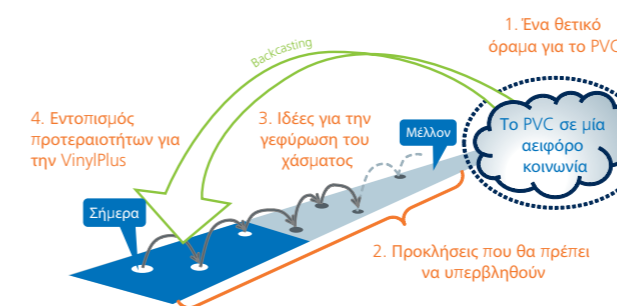 1. Ένα θετικό
όραμα για το PVC
Backcasting
4. Εντοπισμός
προτεραιοτήτων για
την VinylPlus
3. Ιδέες για την
γεφύρωση του
χάσματος
Μέλλον
Το PVC σε μία
αειφόρο
κοινωνία
Σήμερα
2. Προκλήσεις που θα πρέπει
να υπερβληθούν